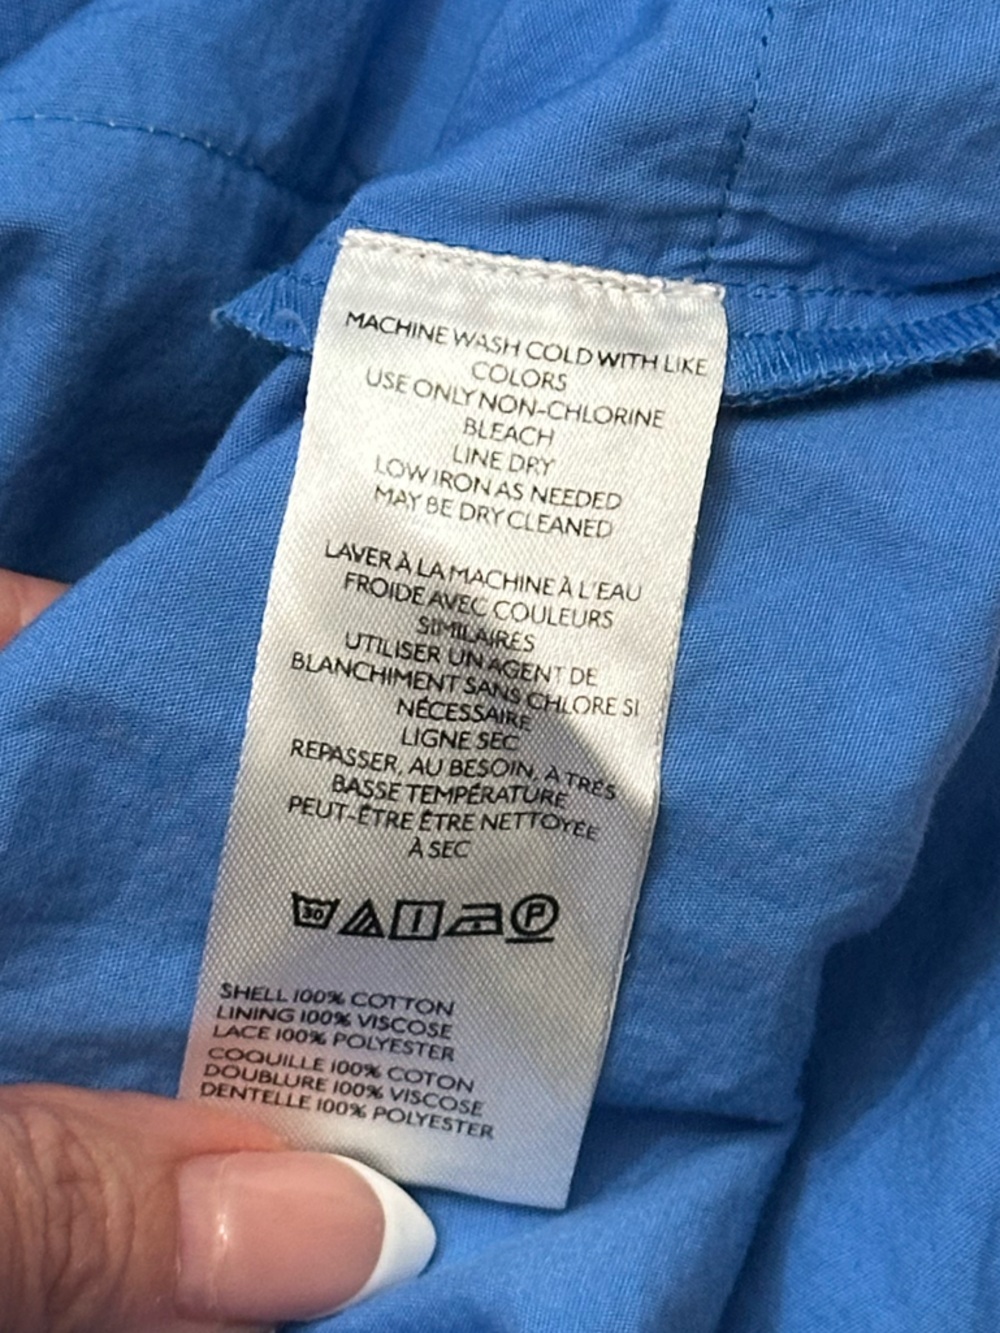 MACHINE WASH COLD WITH LIKE
COLORS
USE ONLY NON-CHLORINE
BLEACH
LINE DRY
LOW IRON AS NEEDED
MAY BE DRY CLEANED
LAVER À LA MACHINE À L'EAU
FROIDE AVEC COULEURS
SIMILAIRES
UTILISER UN AGENT DE
BLANCHIMENT SANS CHLORE SI
NÉCESSAIRE
LIGNE SEC
REPASSER, AU BESOIN, A TRÈS
BASSE TEMPÉRATURE
PEUT-ÊTRE ÊTRE NETTOYÉE
À SEC
30 P
SHELL 100% COTTON
LINING 100% VISCOSE
LACE 100% POLYESTER
COQUILLE 100% COTON
DOUBLURE 100% VISCOSE
DENTELLE 100% POLYESTER